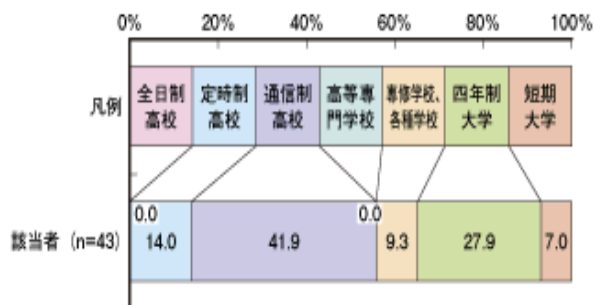 0% 20% 40% 60% 80% 100%
凡例
全日制
高校
定時制
高校
通信制
高校
高等専
門学校
専修学校、
各種学校
四年制
大学
短期
大学
該当者 (n=43)
0.0
14.0
41.9
0.0
9.3
27.9
7.0